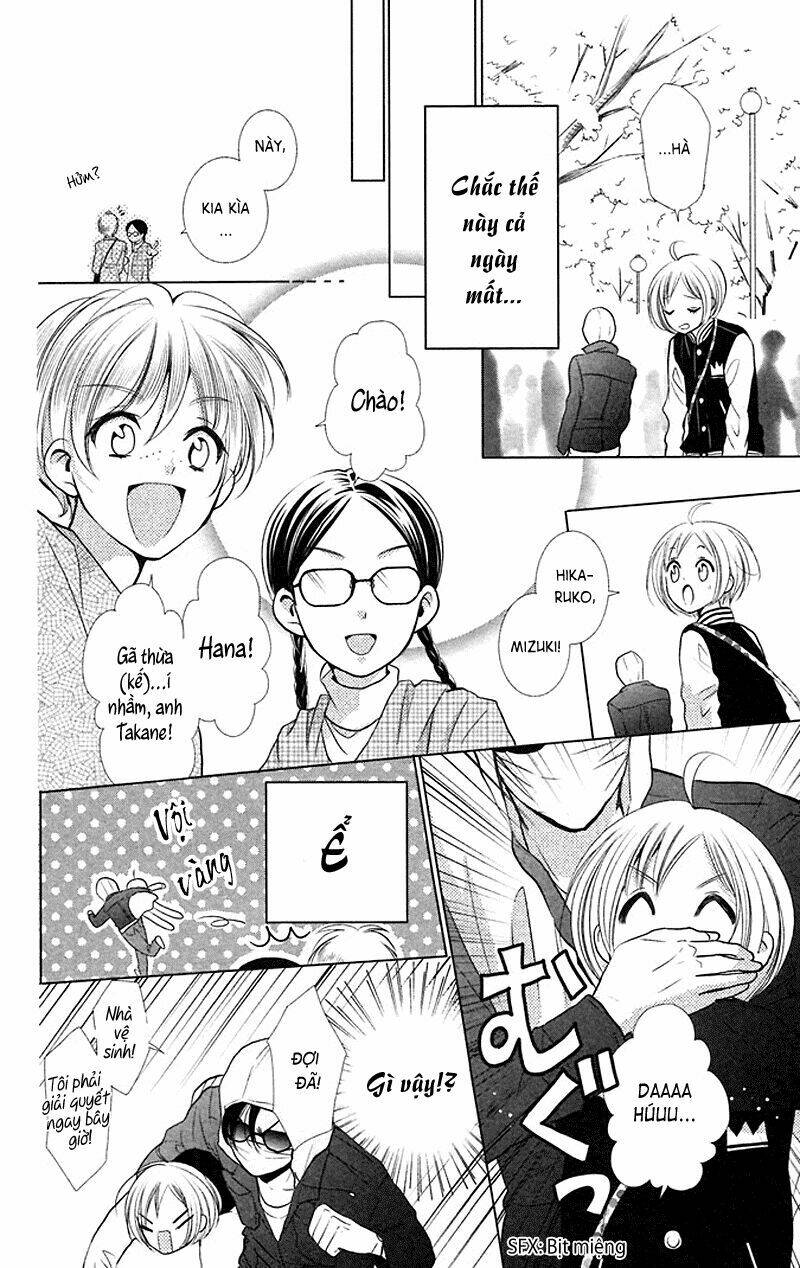 ...HÀ
Chắc thế
này cả
ngày
mất...
NÀY,
KIA KÌA
...
HỬM?
Chào!
HIKA-
RUKO,
MIZUKI!
Hana!
Gã thừa
(kế)...í
nhầm, anh
Takane!
Ể
Vội
vàng
むぐっ
DAAAA
HÚUU...
SFX: Bịt miệng
Gì vậy!?
ĐỢI
ĐÃ!
Nhà
vệ
sinh!
Tôi phải
giải quyết
ngay bây
giờ!